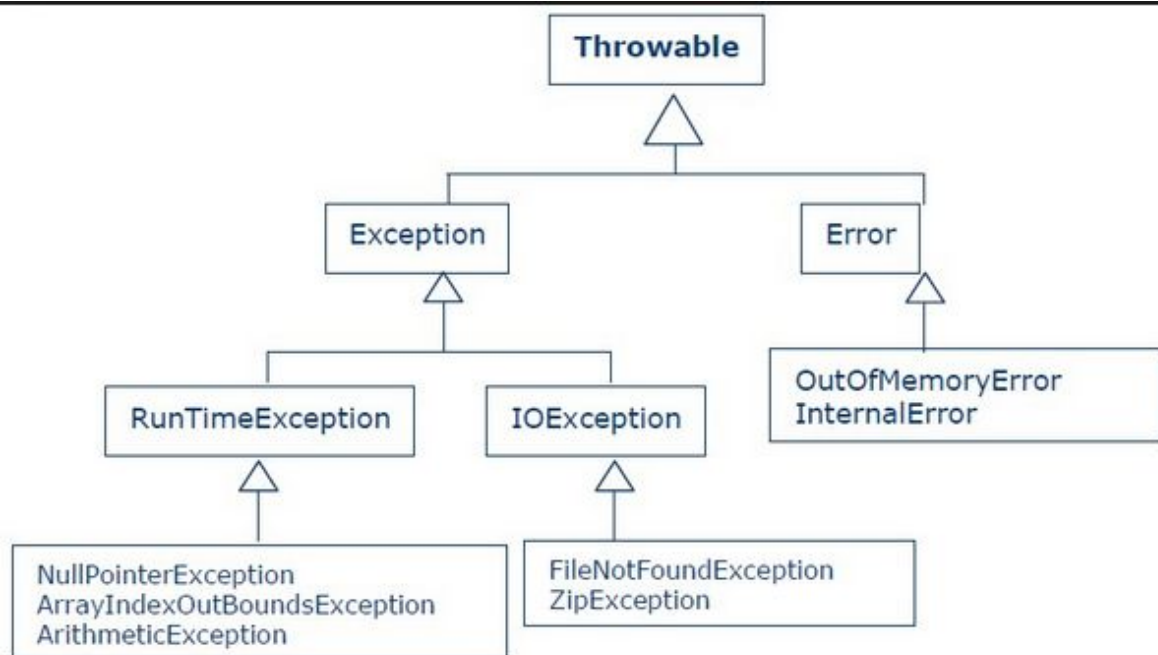 Throwable
Exception
Error
RunTimeException
IOException
OutOfMemoryError
InternalError
NullPointerException
ArrayIndexOutBoundsException
ArithmeticException
FileNotFoundException
ZipException